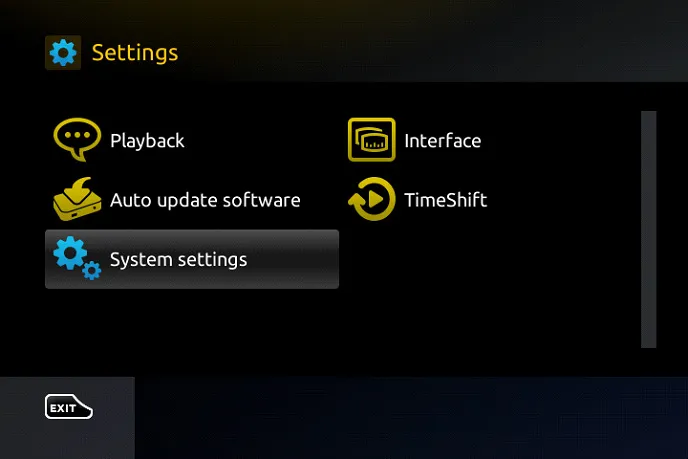 Settings
Playback
Interface
Auto update software
TimeShift
System settings
EXIT